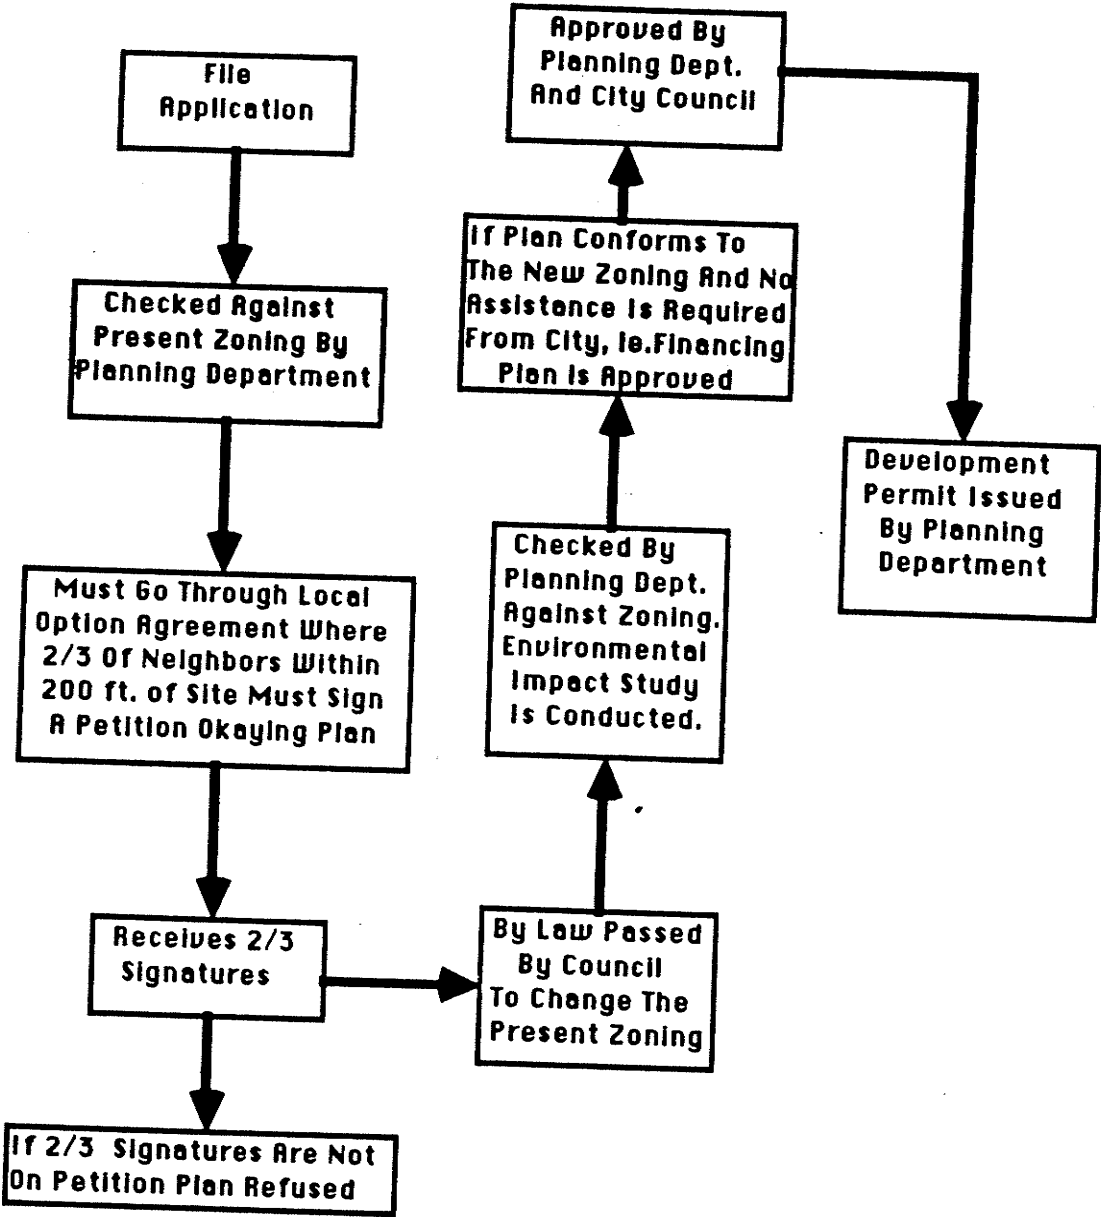 File
Application
Checked Against
Present Zoning By
Planning Department
Must Go Through Local
Option Agreement Where
2/3 Of Neighbors Within
200 ft. of Site Must Sign
A Petition Okaying Plan
Receives 2/3
Signatures
If 2/3 Signatures Are Not
On Petition Plan Refused
By Law Passed
By Council
To Change The
Present Zoning
Checked By
Planning Dept.
Against Zoning.
Environmental
Impact Study
Is Conducted.
If Plan Conforms To
The New Zoning And No
Assistance Is Required
From City, Ie.Financing
Plan Is Approved
Approved By
Planning Dept.
And City Council
Development
Permit Issued
By Planning
Department